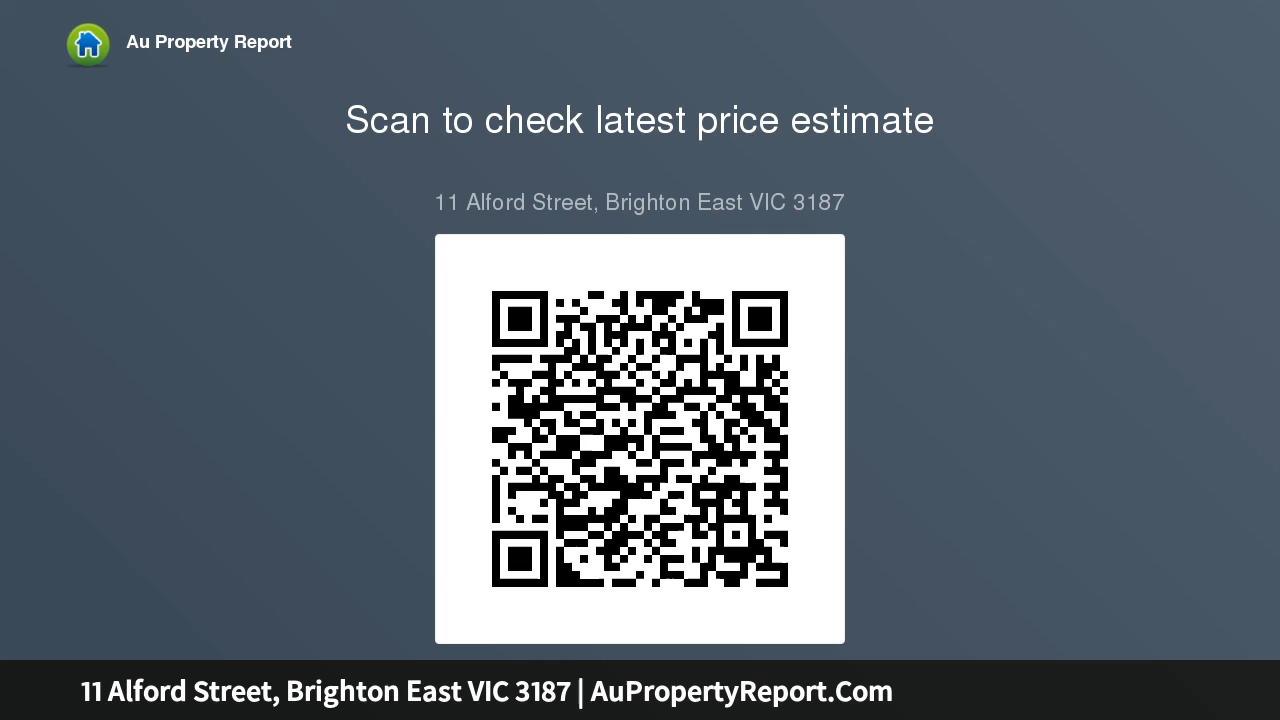 Au Property Report
Scan to check latest price estimate
11 Alford Street, Brighton East VIC 3187
11 Alford Street, Brighton East VIC 3187 | AuPropertyReport.Com